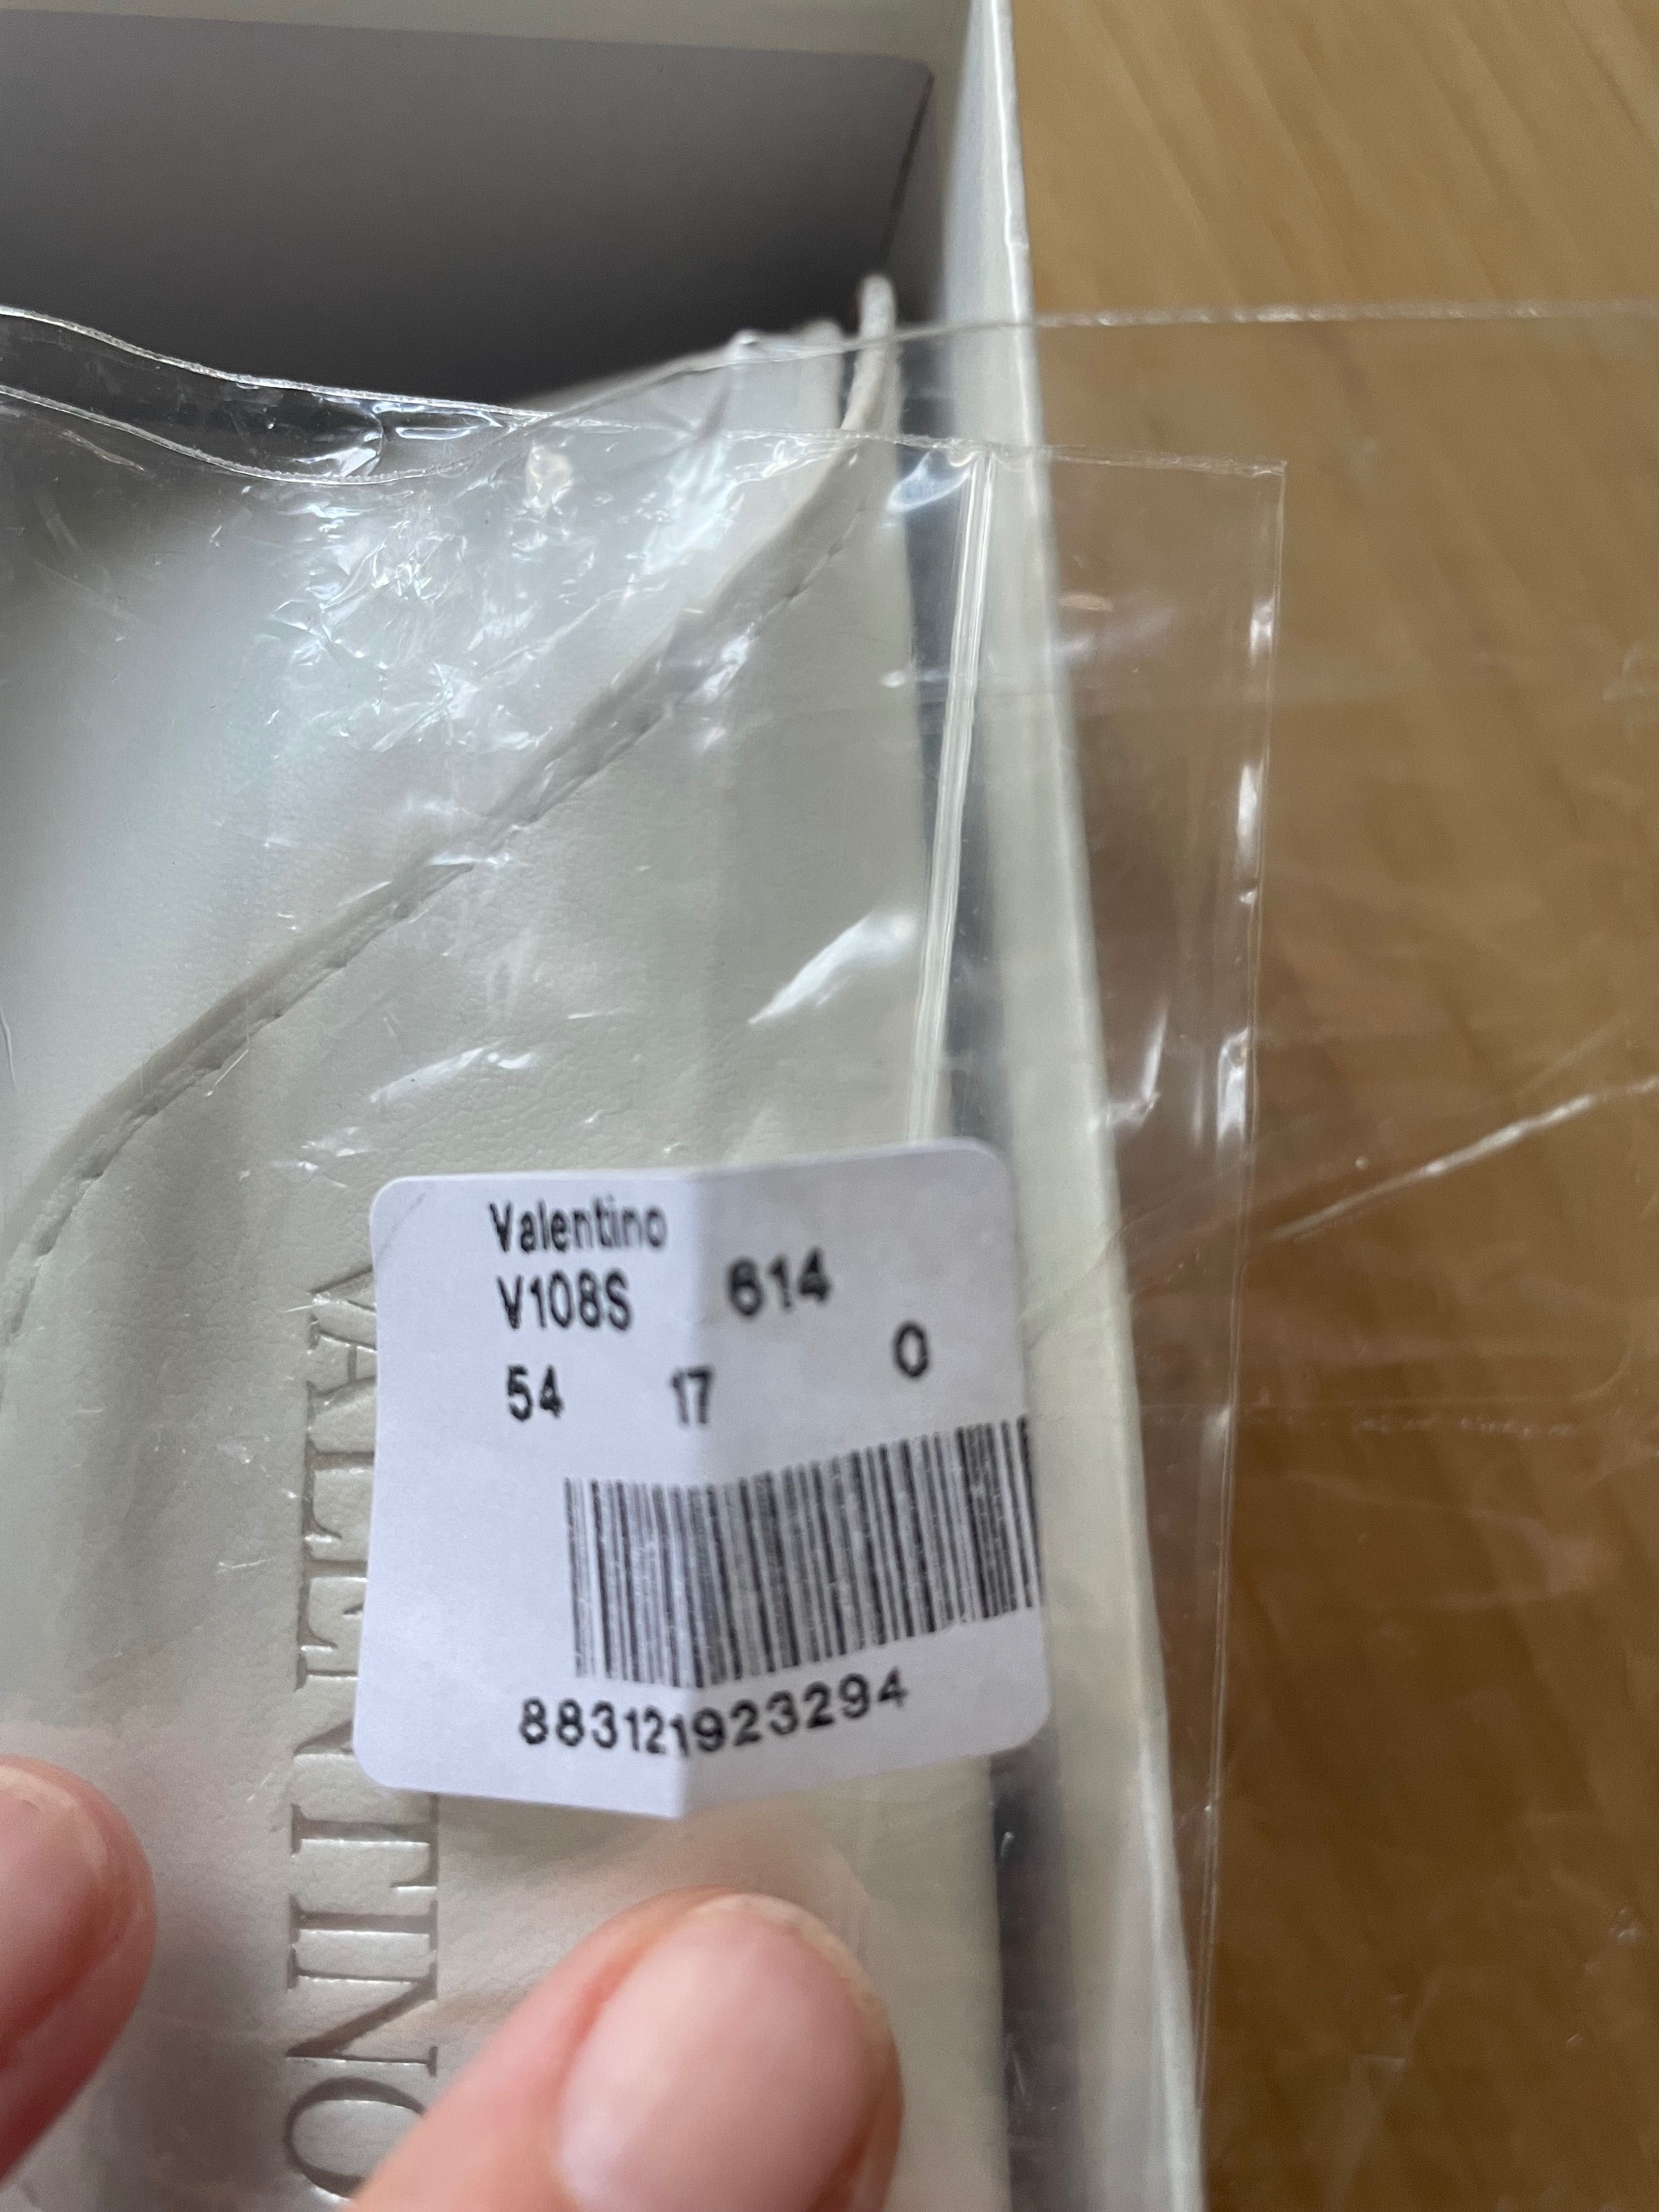 Valentino
V108S 614
54 17 0
883121923294
VALENTINO